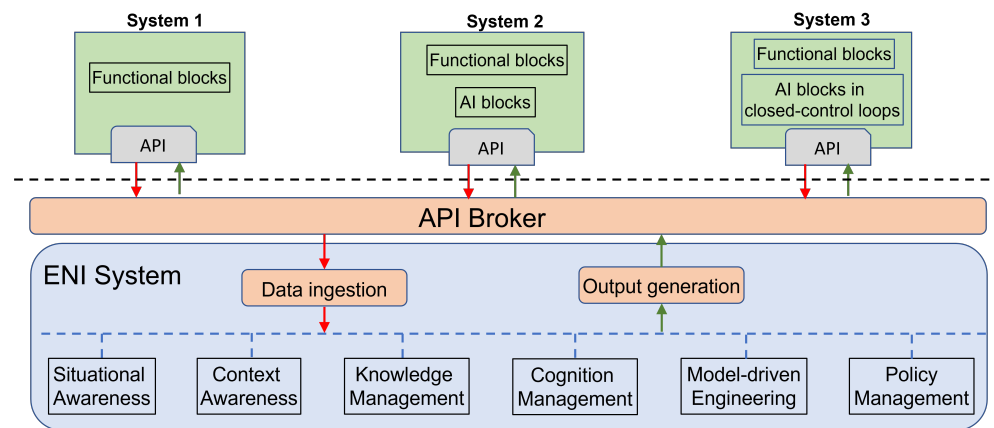 System 1
System 2
System 3
Functional blocks
Functional blocks
AI blocks
Functional blocks
AI blocks in
closed-control loops
API
API
API
API Broker
ENI System
Data ingestion
Output generation
Situational
Awareness
Context
Awareness
Knowledge
Management
Cognition
Management
Model-driven
Engineering
Policy
Management